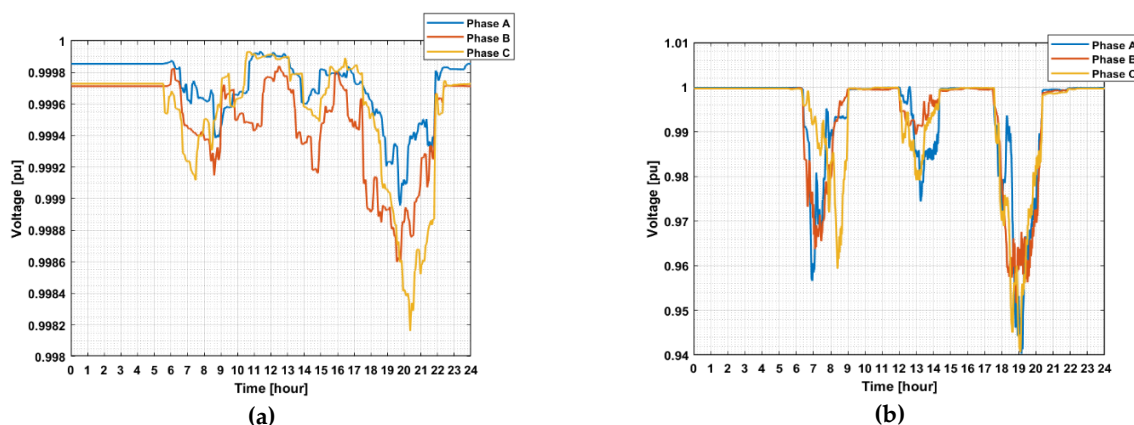 Phase A
Phase B
Phase C
1
0.9998
0.9996
0.9994
0.9992
0.999
0.9988
0.9986
0.9984
0.9982
0.998
Voltage [pu]
0 1 2 3 4 5 6 7 8 9 10 11 12 13 14 15 16 17 18 19 20 21 22 23 24
Time [hour]
(a)
Phase A
Phase B
Phase C
1.01
1
0.99
0.98
0.97
0.96
0.95
0.94
Voltage [pu]
0 1 2 3 4 5 6 7 8 9 10 11 12 13 14 15 16 17 18 19 20 21 22 23 24
Time [hour]
(b)